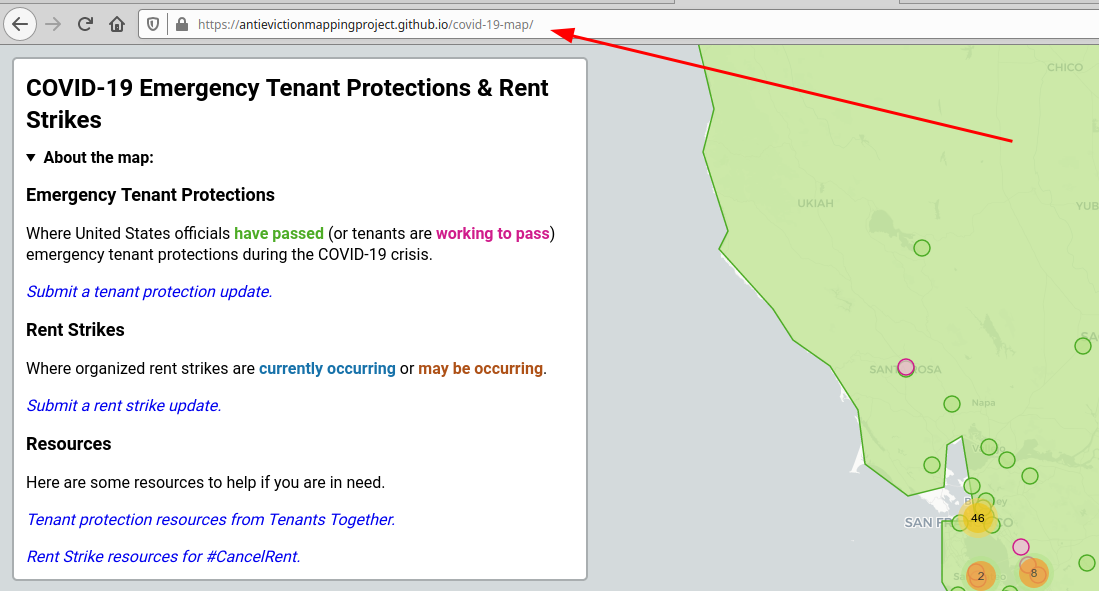 https://antievictionmappingproject.github.io/covid-19-map/
COVID-19 Emergency Tenant Protections & Rent
Strikes
▼ About the map:
Emergency Tenant Protections
Where United States officials have passed (or tenants are working to pass)
emergency tenant protections during the COVID-19 crisis.
Submit a tenant protection update.
Rent Strikes
Where organized rent strikes are currently occurring or may be occurring.
Submit a rent strike update.
Resources
Here are some resources to help if you are in need.
Tenant protection resources from Tenants Together.
Rent Strike resources for #CancelRent.
CHICO
UKIAH
YUB
SA
SANTA ROSA
Napa
46
2
8